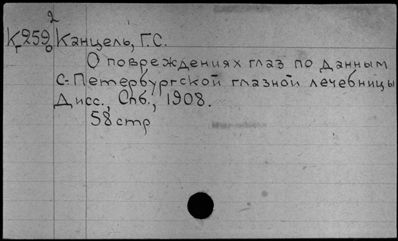 2
К 259 Канцель, Г.С.
г 0
О повреждениях глаз по данным
С-Петербургской глазной лечебницы
Дисс., Спб., 1908.
58 стр